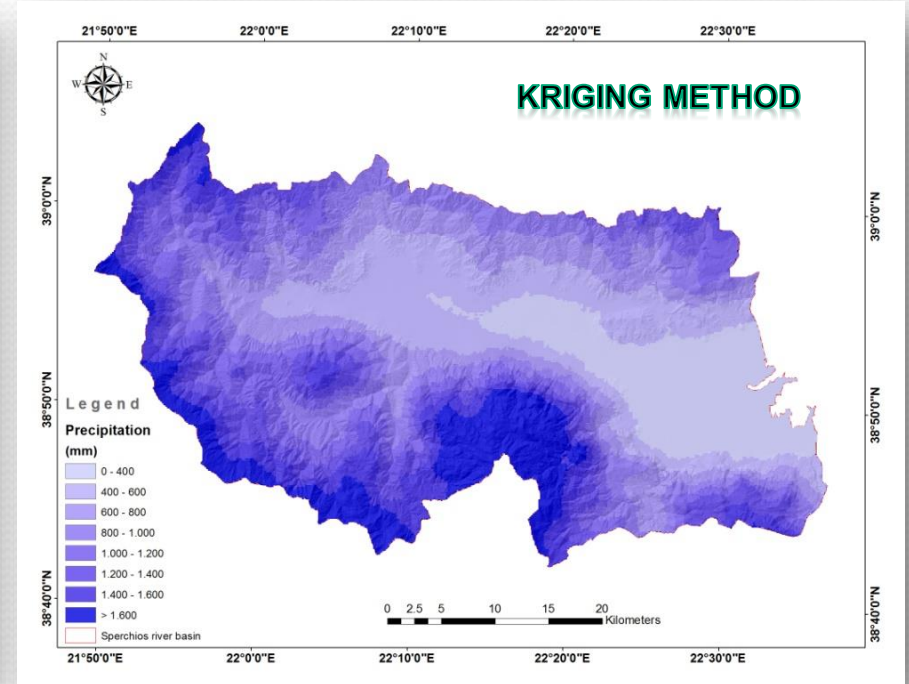 21°50'0"E 22°0'0"E 22°10'0"E 22°20'0"E 22°30'0"E
N
W E
S
KRIGING METHOD
39°0'0"N 39°0'0"N
38°50'0"N 38°50'0"N
Legend
Precipitation
(mm)
0 - 400
400 - 600
600 - 800
800 - 1.000
1.000 - 1.200
1.200 - 1.400
1.400 - 1.600
> 1.600
Sperchios river basin
38°40'0"N 38°40'0"N
0 2.5 5 10 15 20
Kilometers
21°50'0"E 22°0'0"E 22°10'0"E 22°20'0"E 22°30'0"E